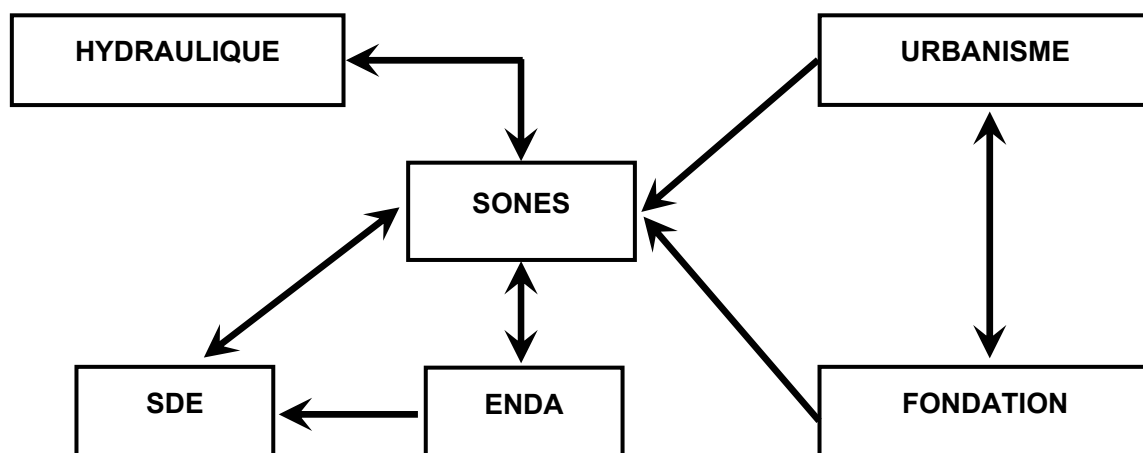 HYDRAULIQUE
URBANISME
SONES
SDE
ENDA
FONDATION